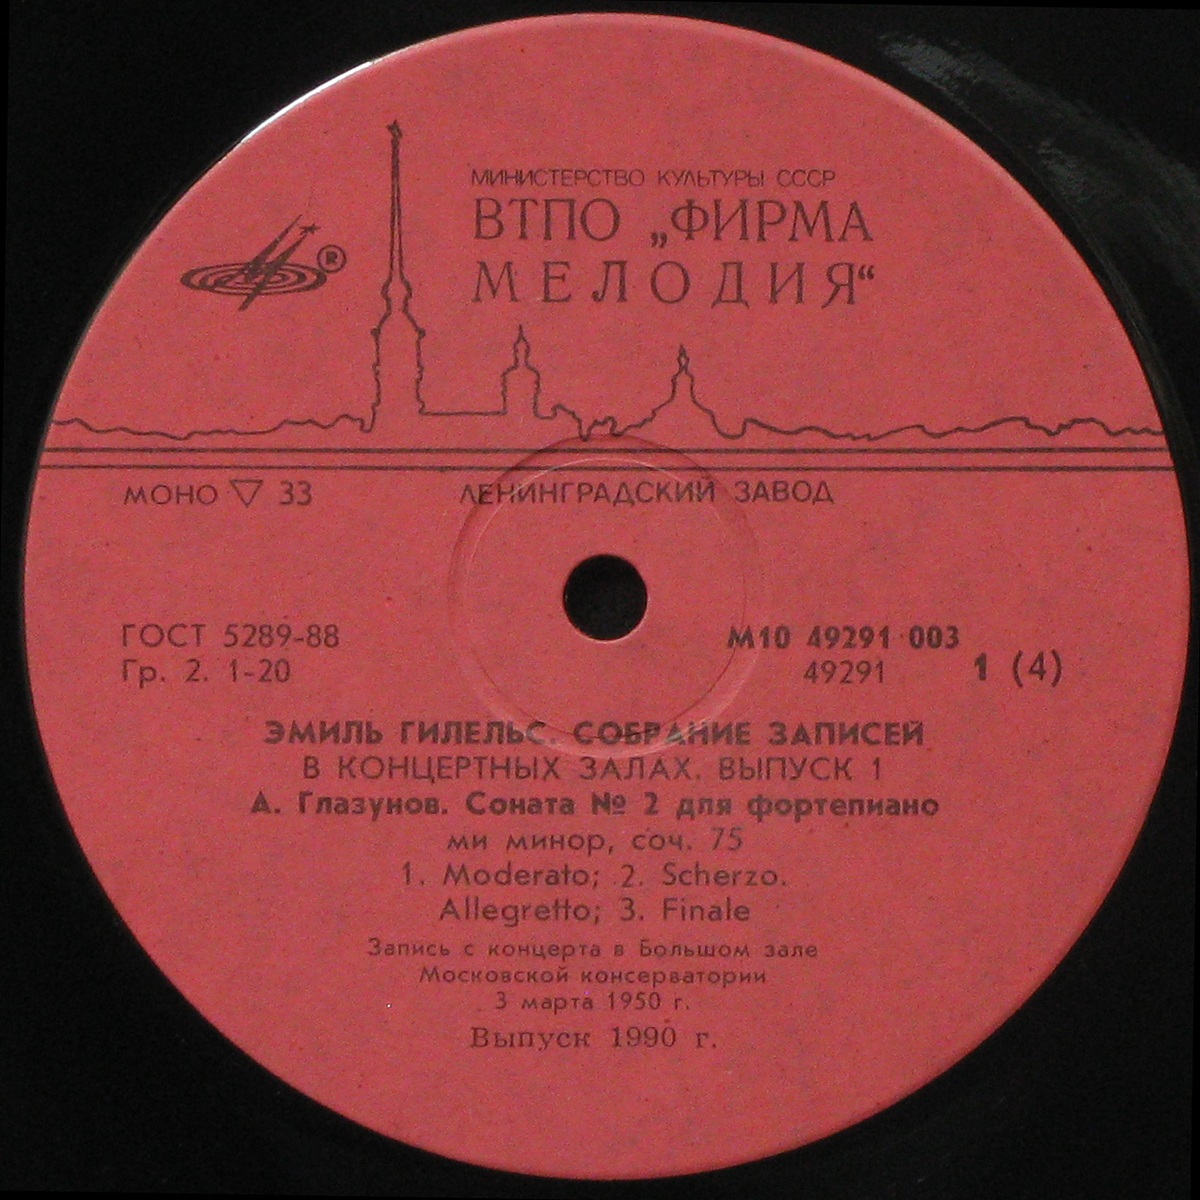 МИНИСТЕРСТВО КУЛЬТУРЫ СССР
ВТПО „ФИРМА
МЕЛОДИЯ“
®
МОНО ▽ 33
ЛЕНИНГРАДСКИЙ ЗАВОД
ГОСТ 5289-88
Гр. 2. 1-20
М10 49291 003
49291 1 (4)
ЭМИЛЬ ГИЛЕЛЬС. СОБРАНИЕ ЗАПИСЕЙ
В КОНЦЕРТНЫХ ЗАЛАХ. ВЫПУСК 1
А. Глазунов. Соната № 2 для фортепиано
ми минор, соч. 75
1. Moderato; 2. Scherzo.
Allegretto; 3. Finale
Запись с концерта в Большом зале
Московской консерватории
3 марта 1950 г.
Выпуск 1990 г.